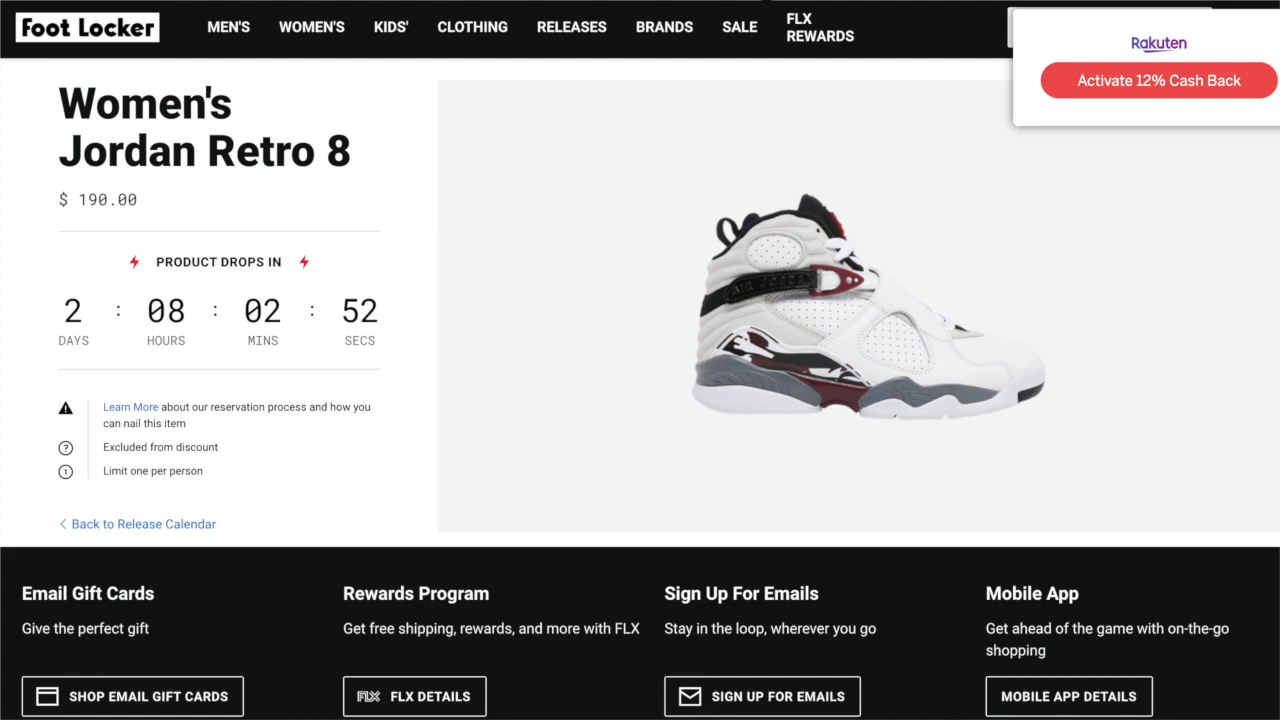 Foot Locker
MEN'S
WOMEN'S
KIDS'
CLOTHING
RELEASES
BRANDS
SALE
FLX
REWARDS
Rakuten
Activate 12% Cash Back
Women's
Jordan Retro 8
$ 190.00
PRODUCT DROPS IN
2 : 08 : 02 : 52
DAYS HOURS MINS SECS
Learn More about our reservation process and how you
can nail this item
? Excluded from discount
1 Limit one per person
Back to Release Calendar
Email Gift Cards
Give the perfect gift
SHOP EMAIL GIFT CARDS
Rewards Program
Get free shipping, rewards, and more with FLX
FLX FLX DETAILS
Sign Up For Emails
Stay in the loop, wherever you go
SIGN UP FOR EMAILS
Mobile App
Get ahead of the game with on-the-go
shopping
MOBILE APP DETAILS